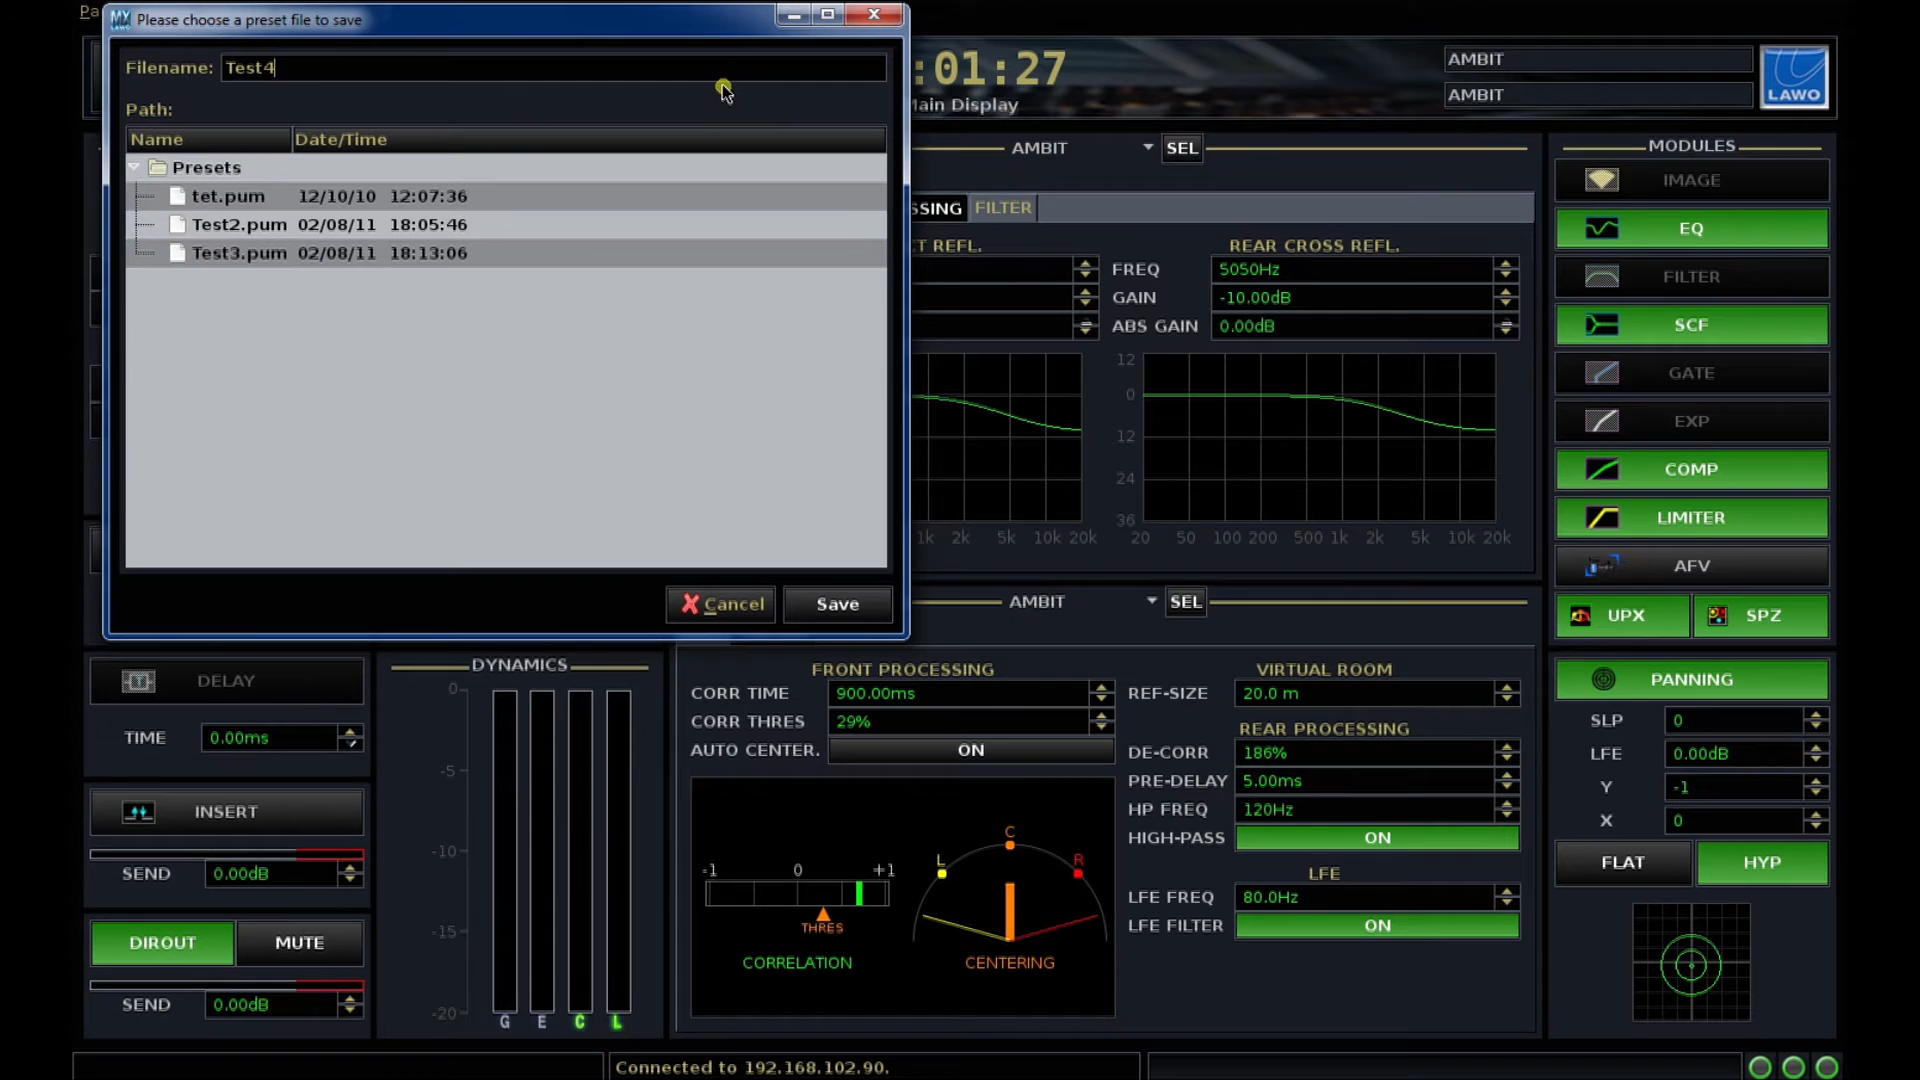 Pa
MX
LAWO
Please choose a preset file to save
Filename: Test4
Path:
Name Date/Time
Presets
tet.pum 12/10/10 12:07:36
Test2.pum 02/08/11 18:05:46
Test3.pum 02/08/11 18:13:06
Cancel Save
:01:27
ain Display
AMBIT
AMBIT
LAWO
AMBIT SEL
SSING FILTER
T REFL. REAR CROSS REFL.
FREQ 5050Hz
GAIN -10.00dB
ABS GAIN 0.00dB
12
0
12
24
36
1k 2k 5k 10k 20k 20 50 100 200 500 1k 2k 5k 10k 20k
MODULES
IMAGE
EQ
FILTER
SCF
GATE
EXP
COMP
LIMITER
AFV
UPX SPZ
AMBIT SEL
DELAY
TIME 0.00ms
INSERT
SEND 0.00dB
DIROUT MUTE
SEND 0.00dB
DYNAMICS
0
-5
-10
-15
-20
G E C L
FRONT PROCESSING
CORR TIME 900.00ms
CORR THRES 29%
AUTO CENTER. ON
-1 0 +1
THRES
CORRELATION
L C R
CENTERING
VIRTUAL ROOM
REF-SIZE 20.0 m
REAR PROCESSING
DE-CORR 186%
PRE-DELAY 5.00ms
HP FREQ 120Hz
HIGH-PASS ON
LFE
LFE FREQ 80.0Hz
LFE FILTER ON
PANNING
SLP 0
LFE 0.00dB
Y -1
X 0
FLAT HYP
Connected to 192.168.102.90.